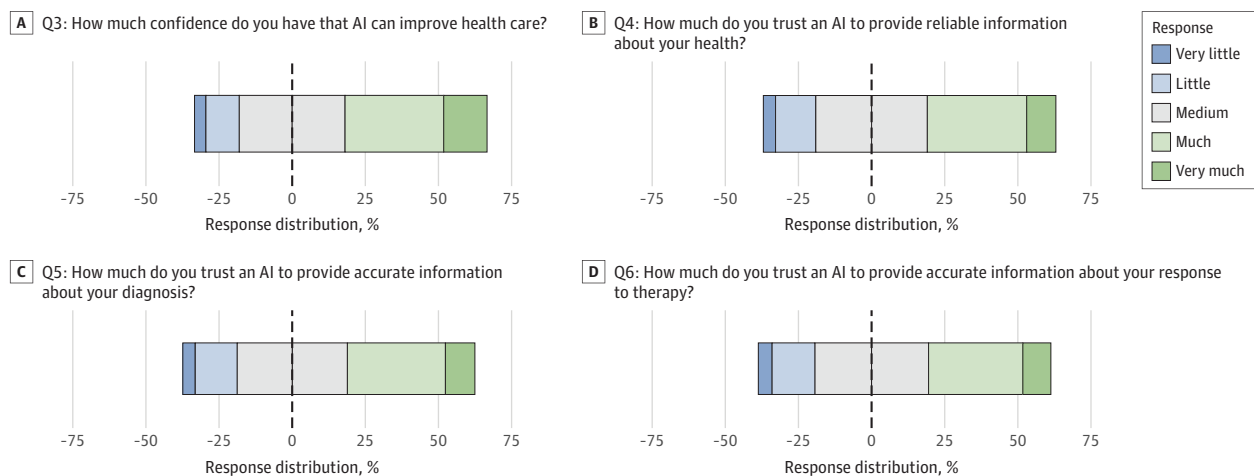 A Q3: How much confidence do you have that AI can improve health care?
-75 -50 -25 0 25 50 75
Response distribution, %
B Q4: How much do you trust an AI to provide reliable information
about your health?
-75 -50 -25 0 25 50 75
Response distribution, %
Response
Very little
Little
Medium
Much
Very much
C Q5: How much do you trust an AI to provide accurate information
about your diagnosis?
-75 -50 -25 0 25 50 75
Response distribution, %
D Q6: How much do you trust an AI to provide accurate information about your response
to therapy?
-75 -50 -25 0 25 50 75
Response distribution, %